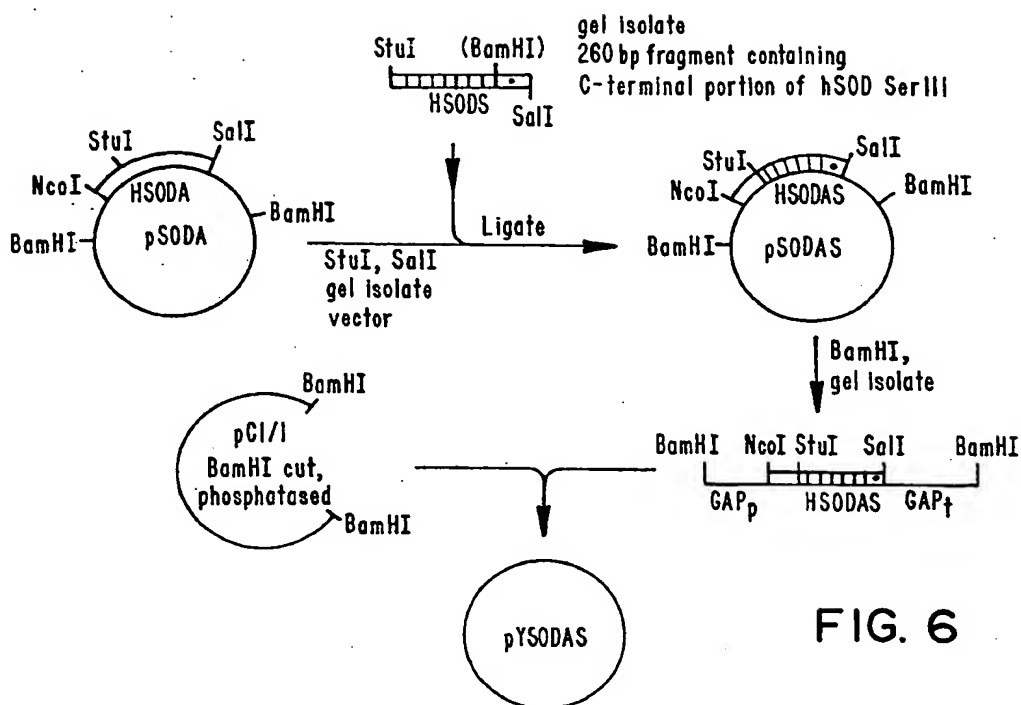 gel isolate
260 bp fragment containing
C-terminal portion of hSOD SerIII
StuI
(BamHI)
HSODS
SalI
StuI
SalI
NcoI
HSODA
BamHI
BamHI
pSODA
Ligate
StuI, SalI
gel isolate
vector
StuI
SalI
NcoI
HSODAS
BamHI
BamHI
pSODAS
BamHI,
gel isolate
BamHI
pC1/1
BamHI cut,
phosphatased
BamHI
BamHI NcoI StuI SalI BamHI
GAPp HSODAS GAPt
pYSODAS
FIG. 6